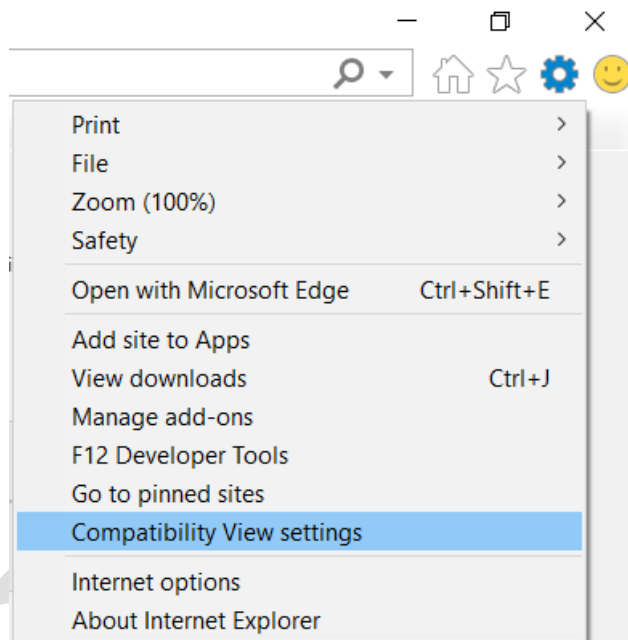 Print
File
Zoom (100%)
Safety
Open with Microsoft Edge Ctrl+Shift+E
Add site to Apps
View downloads Ctrl+J
Manage add-ons
F12 Developer Tools
Go to pinned sites
Compatibility View settings
Internet options
About Internet Explorer